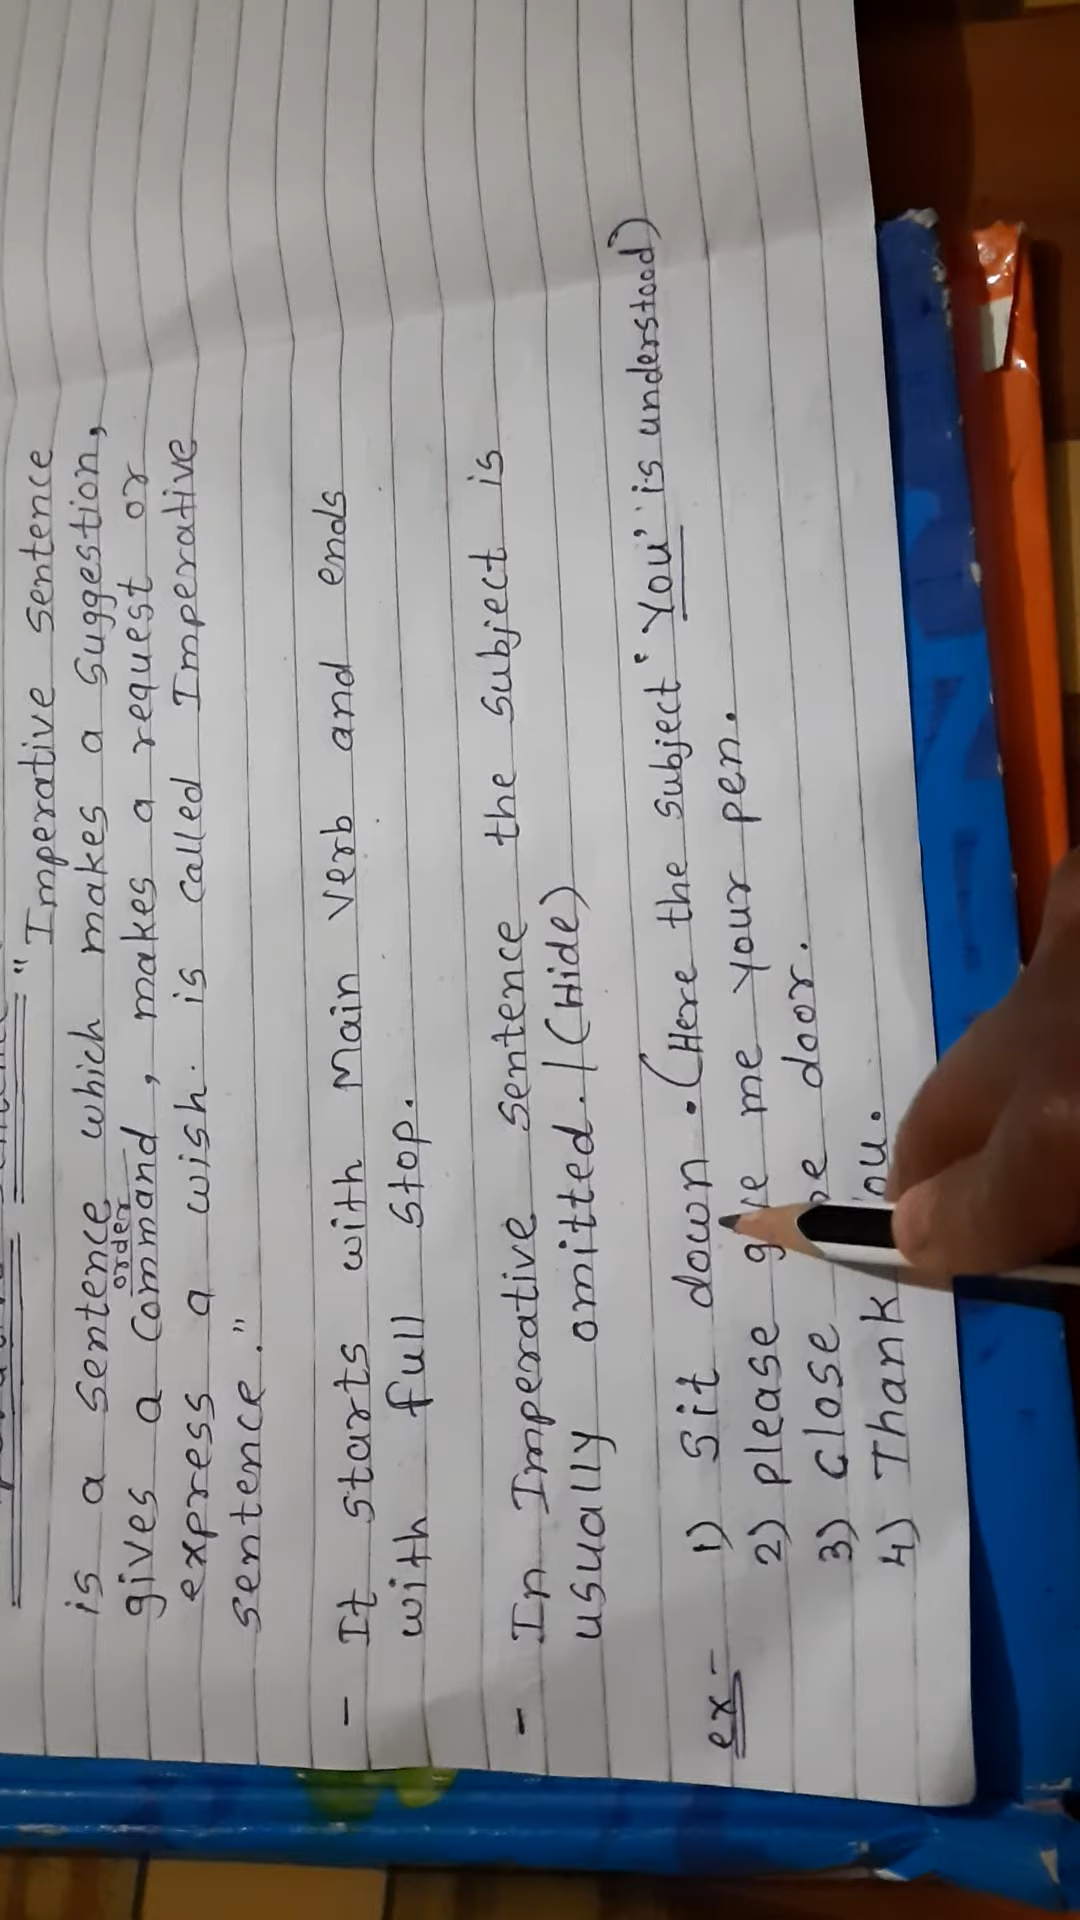 " Imperative sentence
is a sentence which makes a suggestion,
order
gives a command, makes a request or
express a wish. is called Imperative
sentence."
- It starts with Main verb and ends
with full stop.
- In Imperative sentence the subject is
usually omitted. / (Hide)
ex - 1) Sit down. (Here the subject 'You' is understood)
2) please give me your pen.
3) Close door.
4) Thank